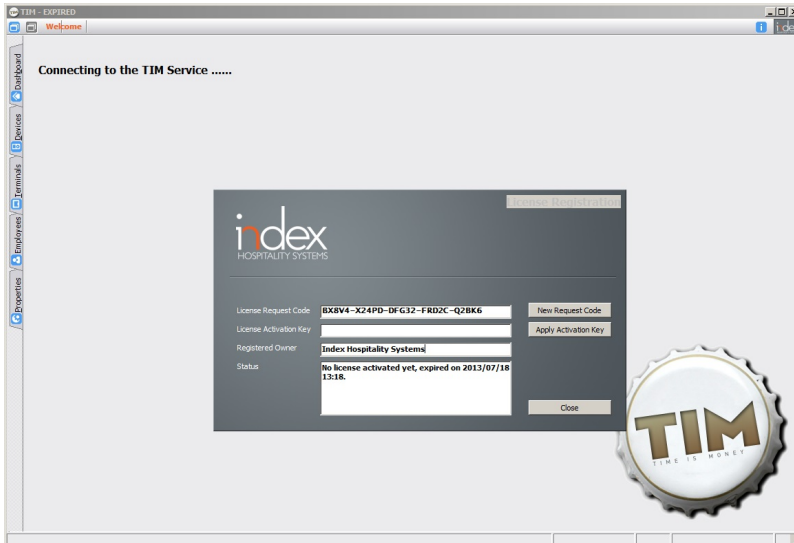 TIM - EXPIRED
Welcome
i
Dashboard
Devices
Terminals
Employees
Properties
Connecting to the TIM Service ......
License Registration
index
HOSPITALITY SYSTEMS
License Request Code
BX8V4-X24PD-DFG32-FRD2C-Q2BK6
New Request Code
License Activation Key
Apply Activation Key
Registered Owner
Index Hospitality Systems
Status
No license activated yet, expired on 2013/07/18
13:18.
Close
TIM
TIME IS MONEY